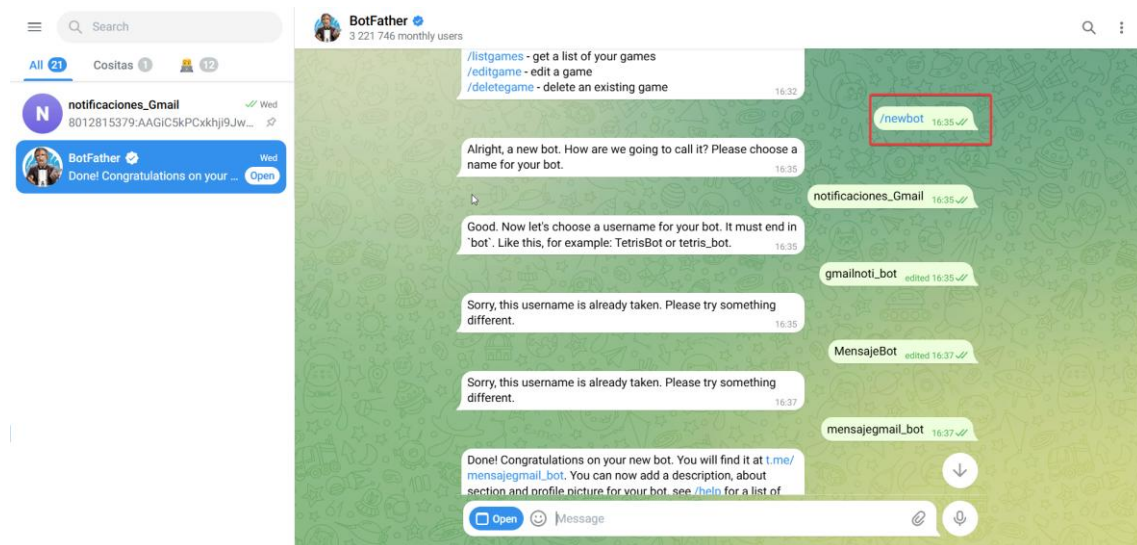 Search
All 21
Cositas 1
12
notificaciones_Gmail
Wed
8012815379:AAGiC5kPCxkhji9Jw...
BotFather
Wed
Done! Congratulations on your ...
Open
BotFather
3 221 746 monthly users
/listgames - get a list of your games
/editgame - edit a game
/deletegame - delete an existing game
16:32
/newbot 16:35
Alright, a new bot. How are we going to call it? Please choose a
name for your bot.
16:35
notificaciones_Gmail 16:35
Good. Now let's choose a username for your bot. It must end in
`bot`. Like this, for example: TetrisBot or tetris_bot.
16:35
gmailnoti_bot edited 16:35
Sorry, this username is already taken. Please try something
different.
16:35
MensajeBot edited 16:37
Sorry, this username is already taken. Please try something
different.
16:37
mensajegmail_bot 16:37
Done! Congratulations on your new bot. You will find it at t.me/
mensajegmail_bot. You can now add a description, about
section and profile picture for your bot, see /help for a list of
Open
Message